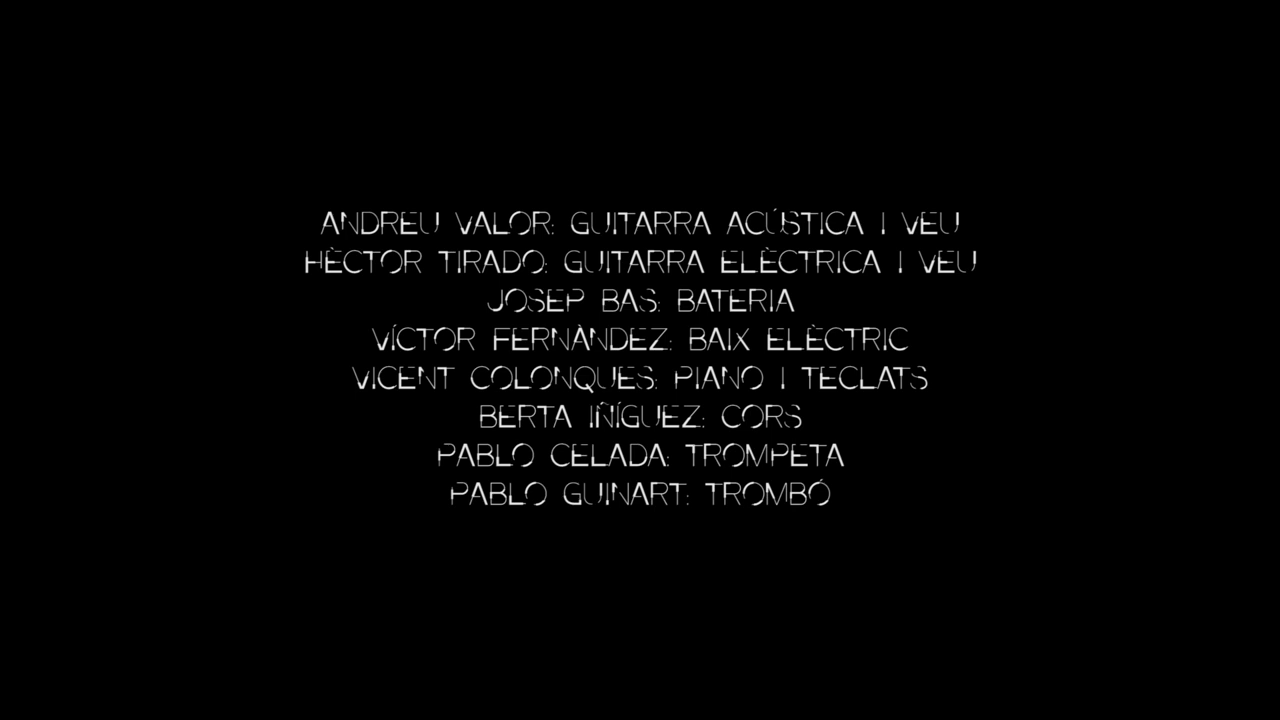 ANDREU VALOR: GUITARRA ACÚSTICA I VEU
HÈCTOR TIRADO: GUITARRA ELÈCTRICA I VEU
JOSEP BAS: BATERIA
VÍCTOR FERNÀNDEZ: BAIX ELÈCTRIC
VICENT COLONQUES: PIANO I TECLATS
BERTA IÑÍGUEZ: CORS
PABLO CELADA: TROMPETA
PABLO GUINART: TROMBÓ